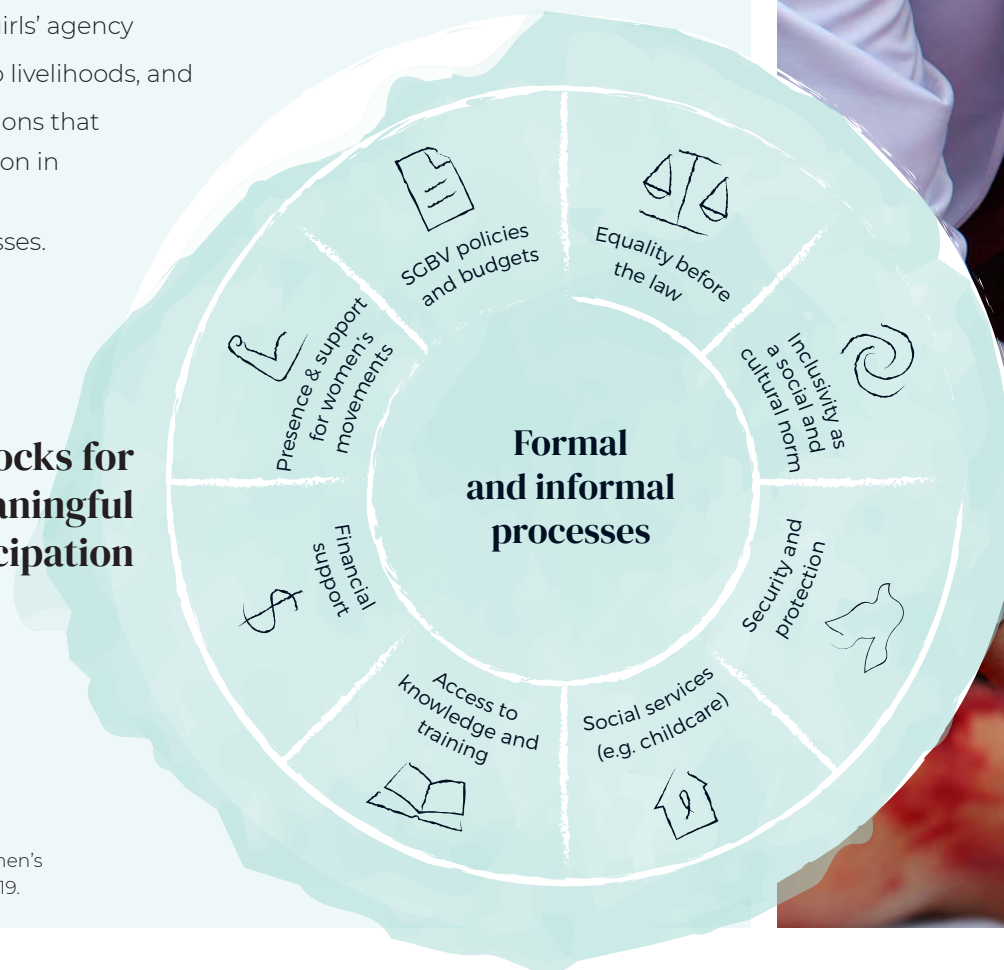 irls’ agency
livelihoods, and
ons that
on in
sses.
ocks for
aningful
cipation
SGBV policies
and budgets
Equality before
the law
Inclusivity as
a social and
cultural norm
Security and
protection
Social services
(e.g. childcare)
Access to
knowledge and
training
Financial
support
Presence & support
for women’s
movements
Formal
and informal
processes
men’s
19.